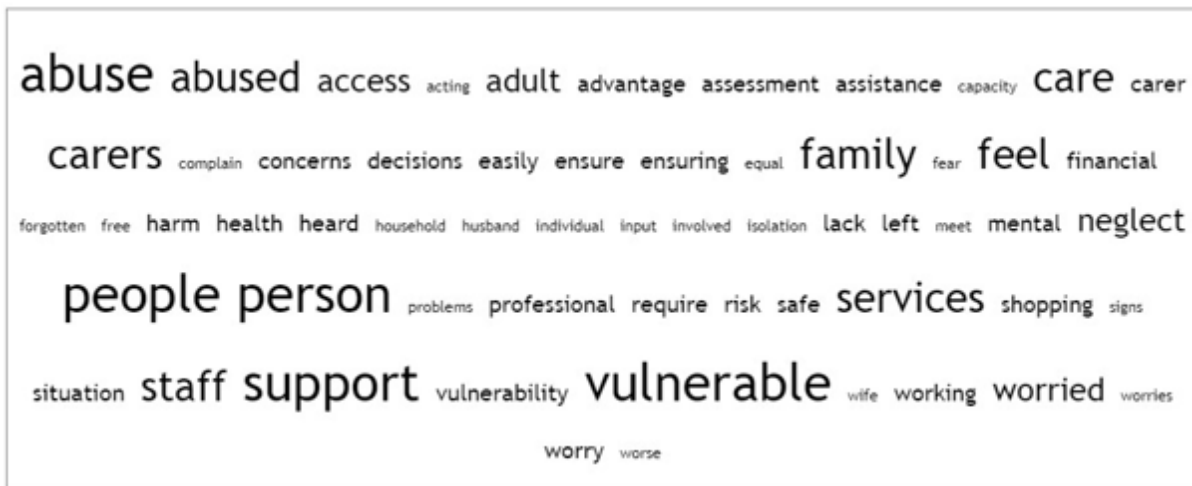 abuse abused access acting adult advantage assessment assistance capacity care carer
carers complain concerns decisions easily ensure ensuring equal family fear feel financial
forgotten free harm health heard household husband individual input involved isolation lack left meet mental neglect
people person problems professional require risk safe services shopping signs
situation staff support vulnerability vulnerable wife working worried worries
worry worse